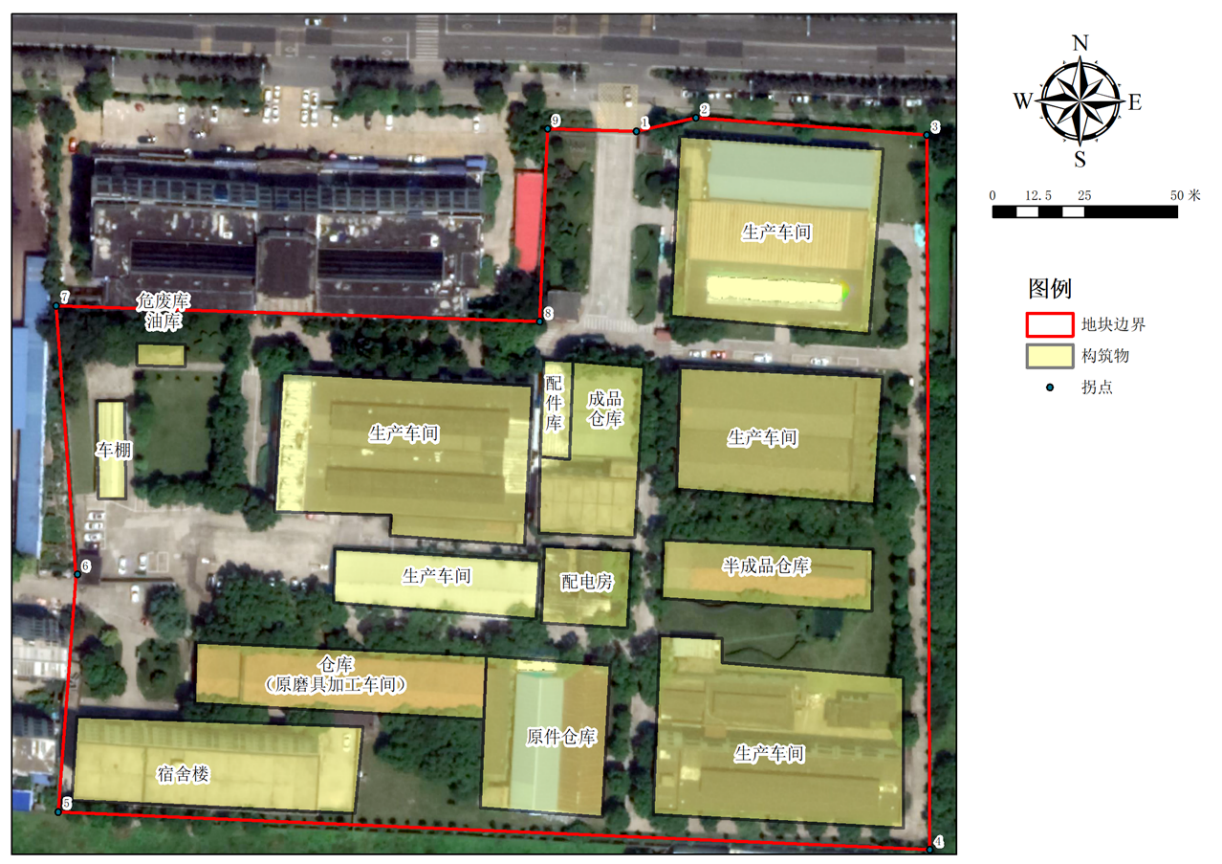 N
W E
S
0 12.5 25 50 米
图例
地块边界
构筑物
拐点
9
1
2
3
生产车间
7
危废库
油库
8
配件库
成品
仓库
生产车间
生产车间
车棚
6
生产车间
配电房
半成品仓库
仓库
（原磨具加工车间）
原件仓库
生产车间
宿舍楼
5
4